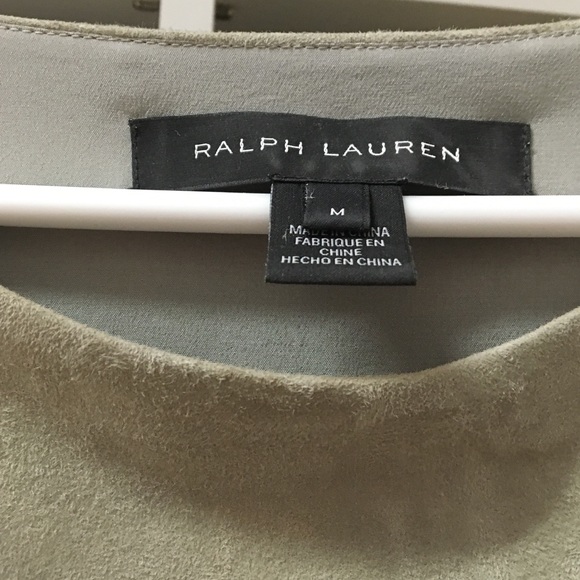 RALPH LAUREN
M
MADE IN CHINA
FABRIQUE EN
CHINE
HECHO EN CHINA